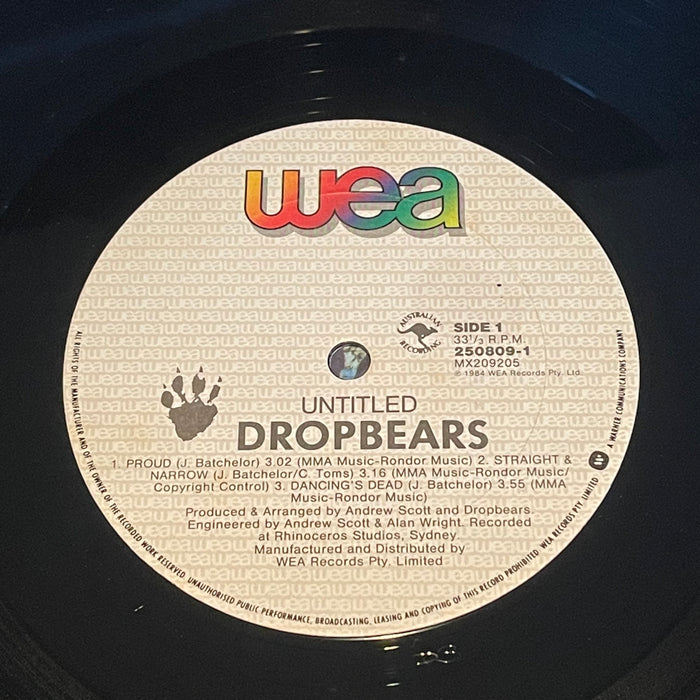 wea
AUSTRALIAN RECORDING
SIDE 1
33⅓ R.P.M.
250809-1
MX209205
℗ 1984 WEA Records Pty. Ltd.
UNTITLED
DROPBEARS
1. PROUD (J. Batchelor) 3.02 (MMA Music-Rondor Music) 2. STRAIGHT &
NARROW (J. Batchelor/C. Toms) 3.16 (MMA Music-Rondor Music/
Copyright Control) 3. DANCING'S DEAD (J. Batchelor) 3.55 (MMA
Music-Rondor Music)
Produced & Arranged by Andrew Scott and Dropbears.
Engineered by Andrew Scott & Alan Wright. Recorded
at Rhinoceros Studios, Sydney.
Manufactured and Distributed by
WEA Records Pty. Limited
ALL RIGHTS OF THE MANUFACTURER AND OF THE OWNER OF THE RECORDED WORK RESERVED. UNAUTHORISED PUBLIC PERFORMANCE, BROADCASTING, LEASING AND COPYING OF THIS RECORD PROHIBITED. WEA RECORDS PTY. LIMITED A WARNER COMMUNICATIONS COMPANY